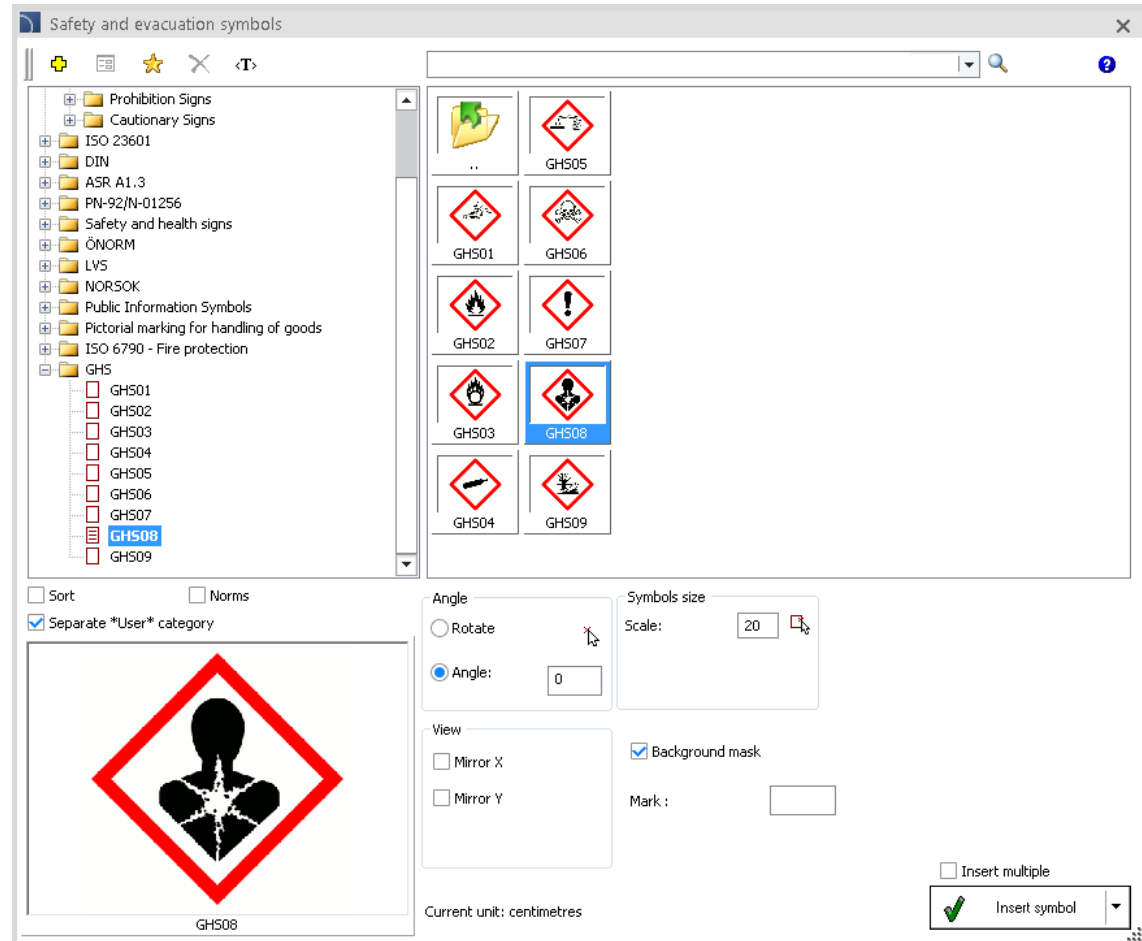 Safety and evacuation symbols
<T>
Prohibition Signs
Cautionary Signs
ISO 23601
DIN
ASR A1.3
PN-92/N-01256
Safety and health signs
ÖNORM
LVS
NORSOK
Public Information Symbols
Pictorial marking for handling of goods
ISO 6790 - Fire protection
GHS
GHS01
GHS02
GHS03
GHS04
GHS05
GHS06
GHS07
GHS08
GHS09
..
GHS05
GHS01
GHS06
GHS02
GHS07
GHS03
GHS08
GHS04
GHS09
Sort
Norms
Separate *User* category
GHS08
Angle
Rotate
Angle:
0
Symbols size
Scale:
20
View
Mirror X
Mirror Y
Background mask
Mark :
Current unit: centimetres
Insert multiple
Insert symbol